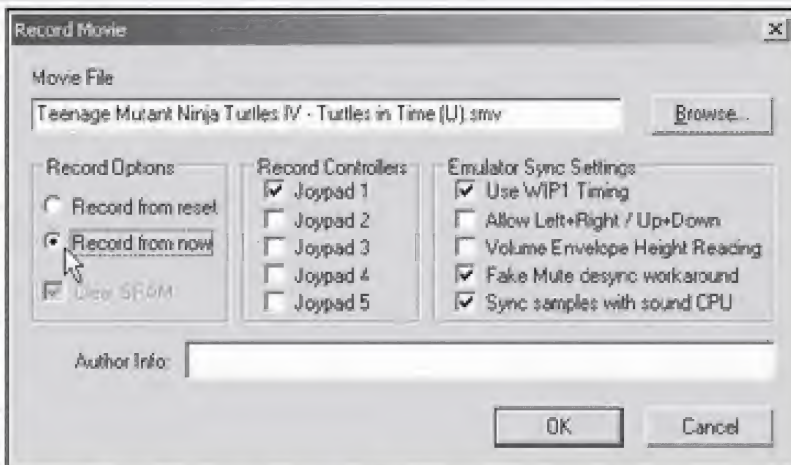 Record Movie
Movie File
Teenage Mutant Ninja Turtles IV - Turtles in Time (U).smv
Browse...
Record Options
Record from reset
Record from now
Clear SRAM
Record Controllers
Joypad 1
Joypad 2
Joypad 3
Joypad 4
Joypad 5
Emulator Sync Settings
Use WIP1 Timing
Allow Left+Right / Up+Down
Volume Envelope Height Reading
Fake Mute desync workaround
Sync samples with sound CPU
Author Info:
OK
Cancel